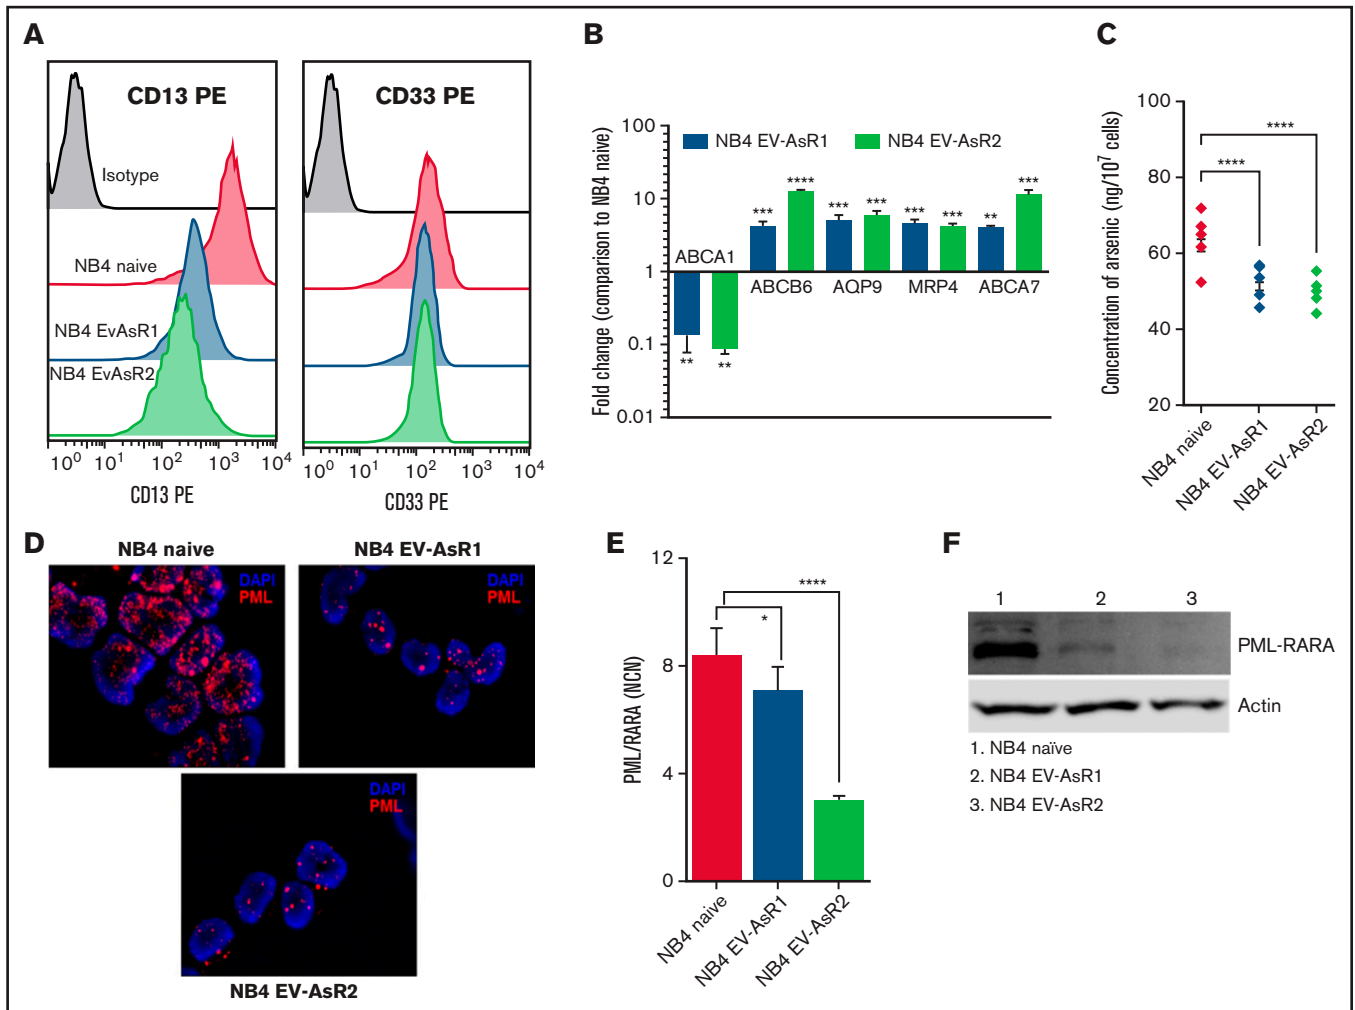 A
CD13 PE
CD33 PE
Isotype
NB4 naive
NB4 EvAsR1
NB4 EvAsR2
10^0 10^1 10^2 10^3 10^4
10^0 10^1 10^2 10^3 10^4
CD13 PE
CD33 PE
B
Fold change (comparison to NB4 naive)
100
10
1
0.1
0.01
NB4 EV-AsR1
NB4 EV-AsR2
ABCA1
ABCB6
AQP9
MRP4
ABCA7
**
**
***
****
***
***
***
***
**
***
C
Concentration of arsenic (ng/10^7 cells)
100
80
60
40
20
****
****
NB4 naive
NB4 EV-AsR1
NB4 EV-AsR2
D
NB4 naive
DAPI
PML
NB4 EV-AsR1
DAPI
PML
DAPI
PML
NB4 EV-AsR2
E
PML/RARA (NCN)
12
8
4
0
****
*
NB4 naive
NB4 EV-AsR1
NB4 EV-AsR2
F
1 2 3
PML-RARA
Actin
1. NB4 naïve
2. NB4 EV-AsR1
3. NB4 EV-AsR2